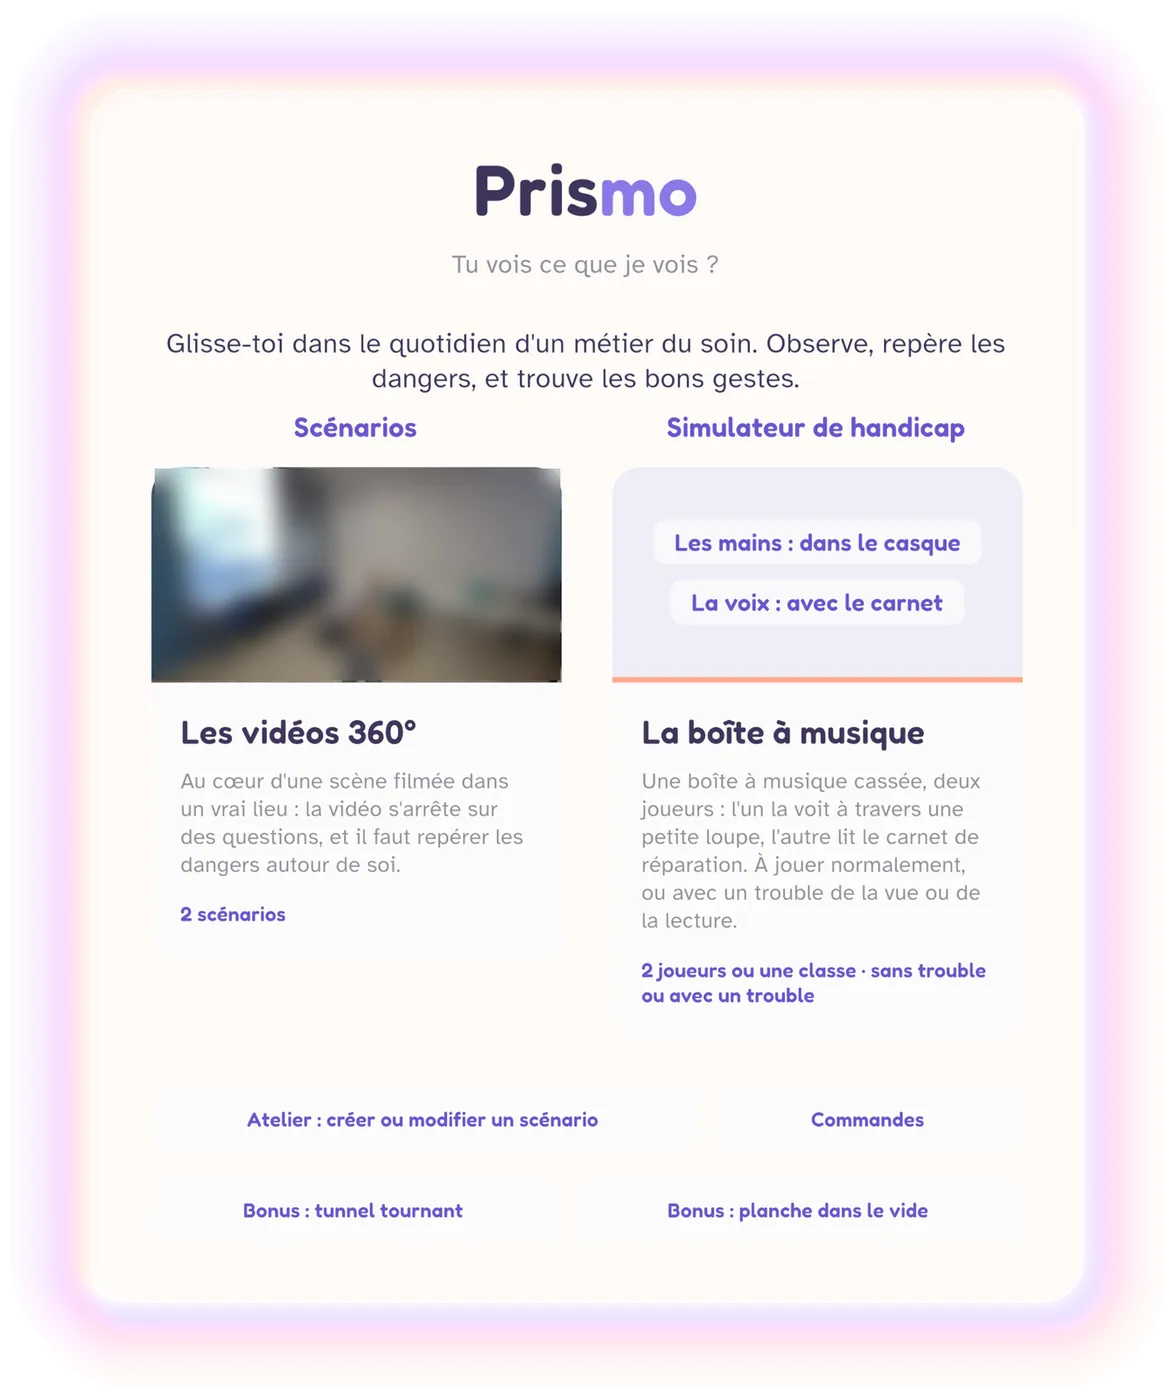 Prismo
Tu vois ce que je vois ?
Glisse-toi dans le quotidien d'un métier du soin. Observe, repère les
dangers, et trouve les bons gestes.
Scénarios
Les vidéos 360°
Au cœur d'une scène filmée dans
un vrai lieu : la vidéo s'arrête sur
des questions, et il faut repérer les
dangers autour de soi.
2 scénarios
Simulateur de handicap
Les mains : dans le casque
La voix : avec le carnet
La boîte à musique
Une boîte à musique cassée, deux
joueurs : l'un la voit à travers une
petite loupe, l'autre lit le carnet de
réparation. À jouer normalement,
ou avec un trouble de la vue ou de
la lecture.
2 joueurs ou une classe · sans trouble
ou avec un trouble
Atelier : créer ou modifier un scénario
Commandes
Bonus : tunnel tournant
Bonus : planche dans le vide